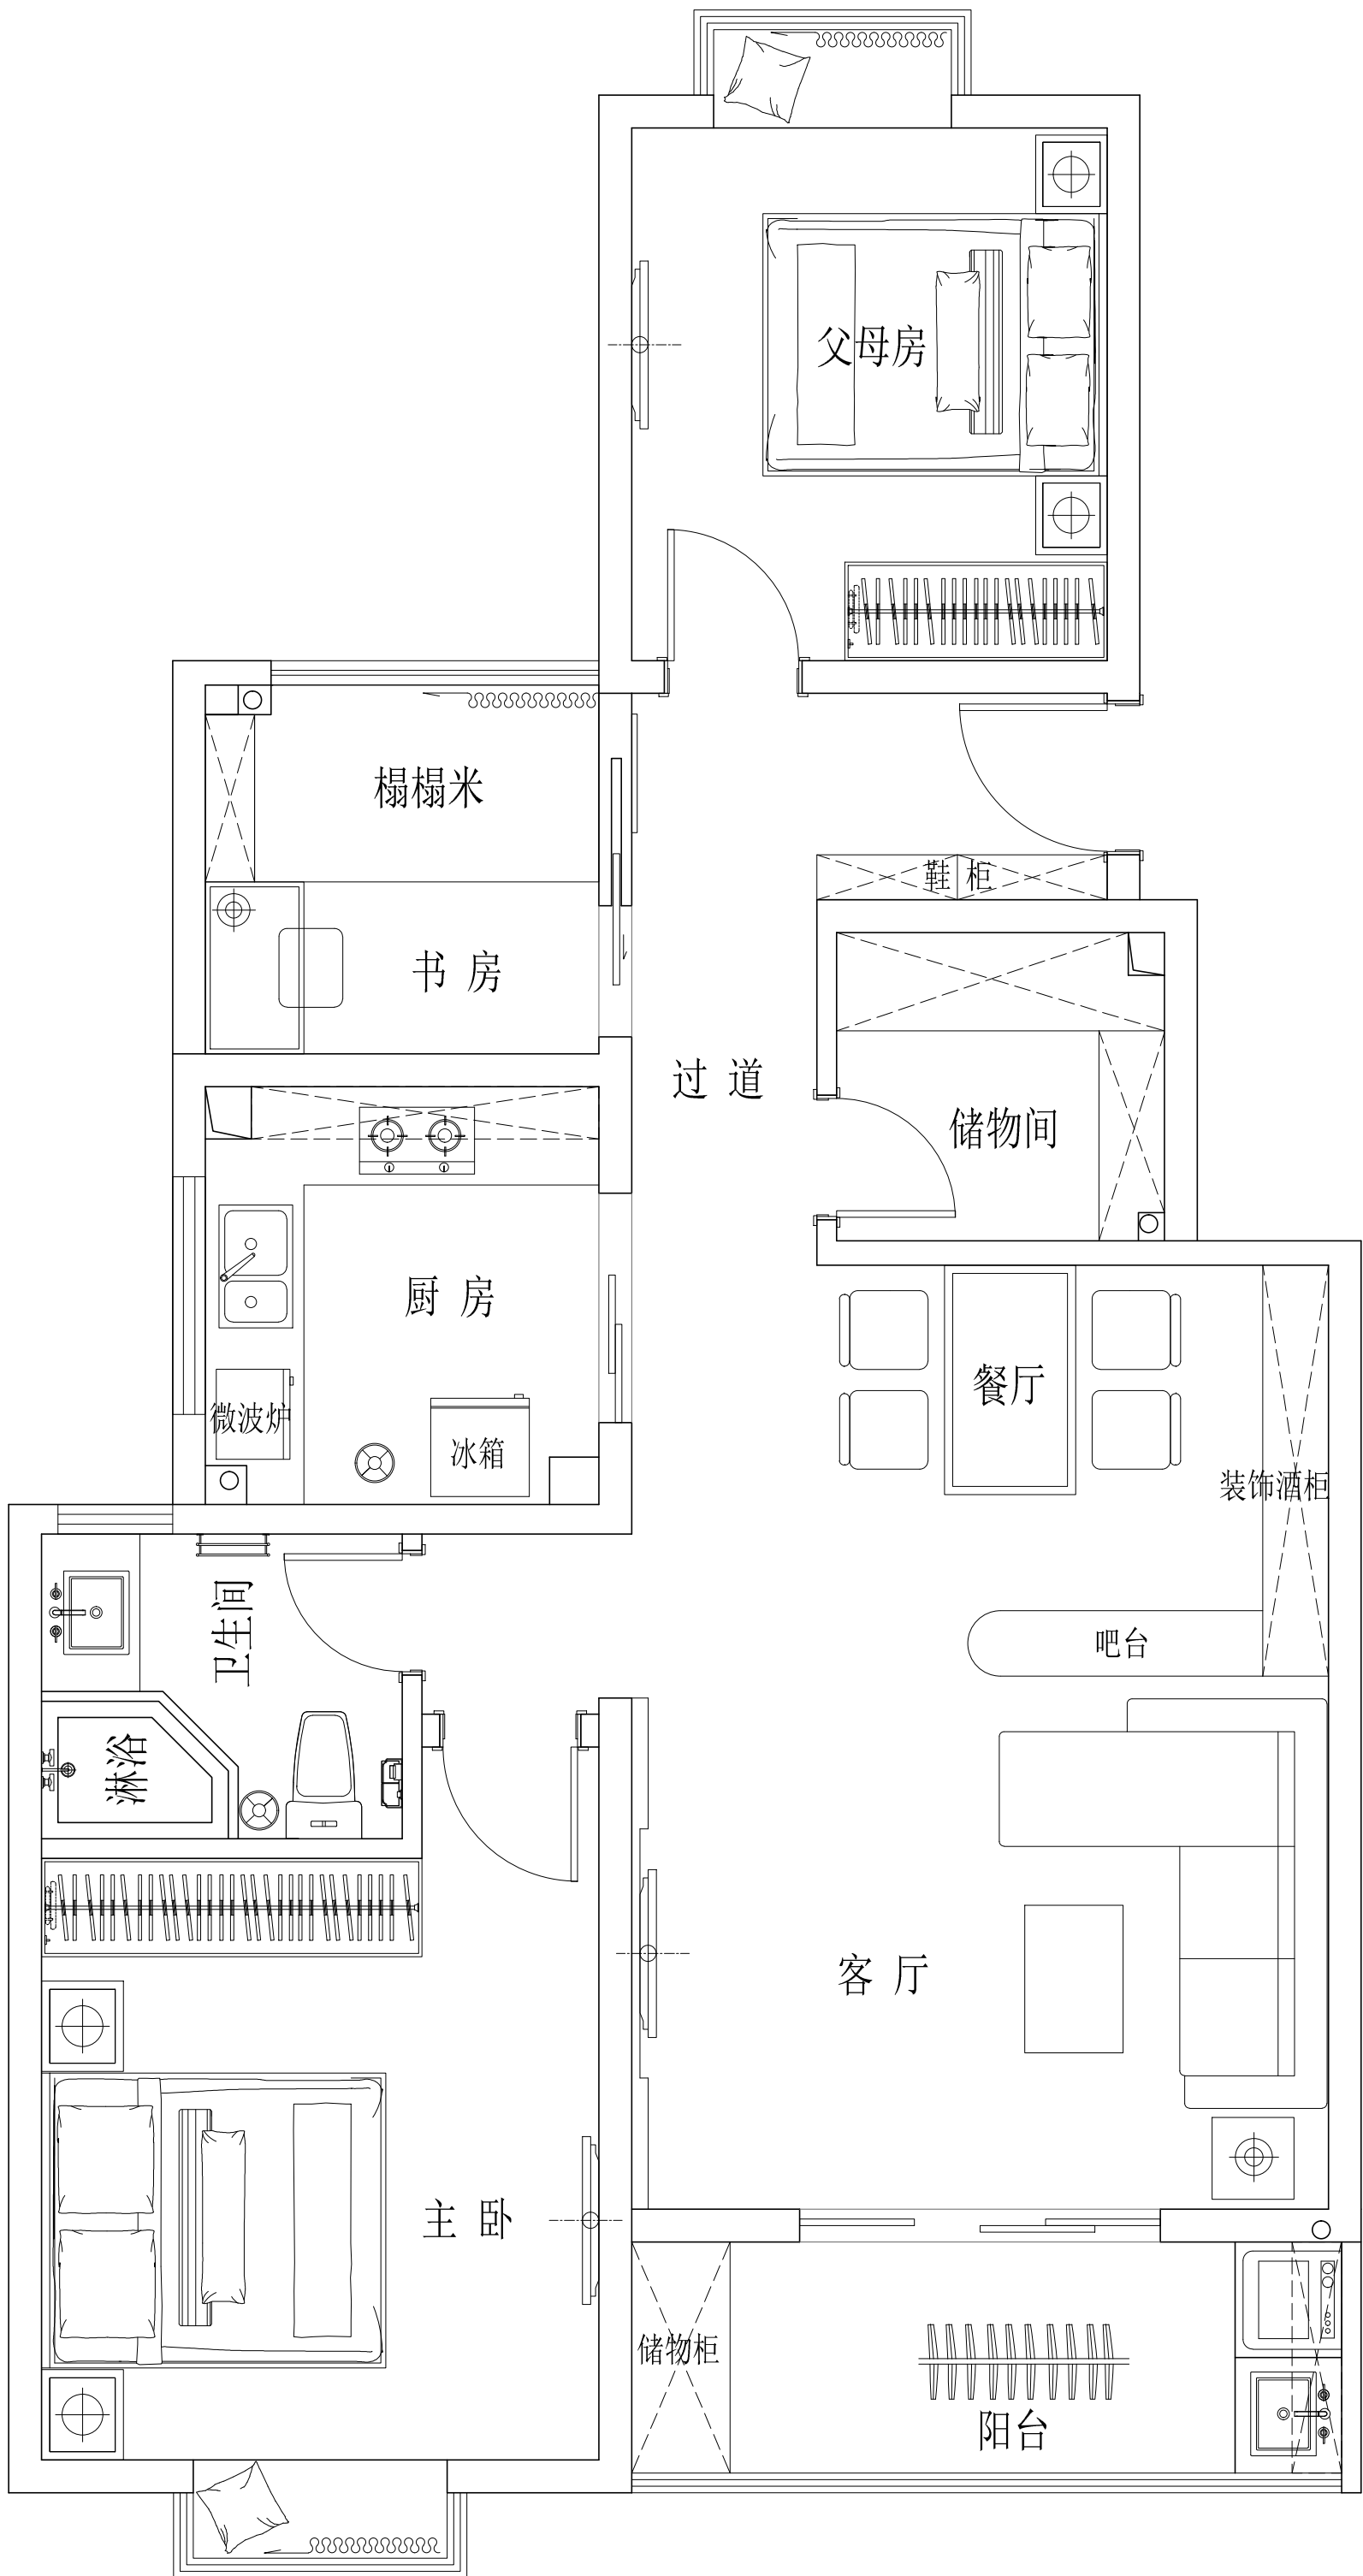 父母房
榻榻米
鞋 柜
书 房
过 道
储物间
厨 房
餐厅
微波炉
冰箱
装饰酒柜
卫生间
吧台
淋浴
客 厅
主 卧
储物柜
阳台